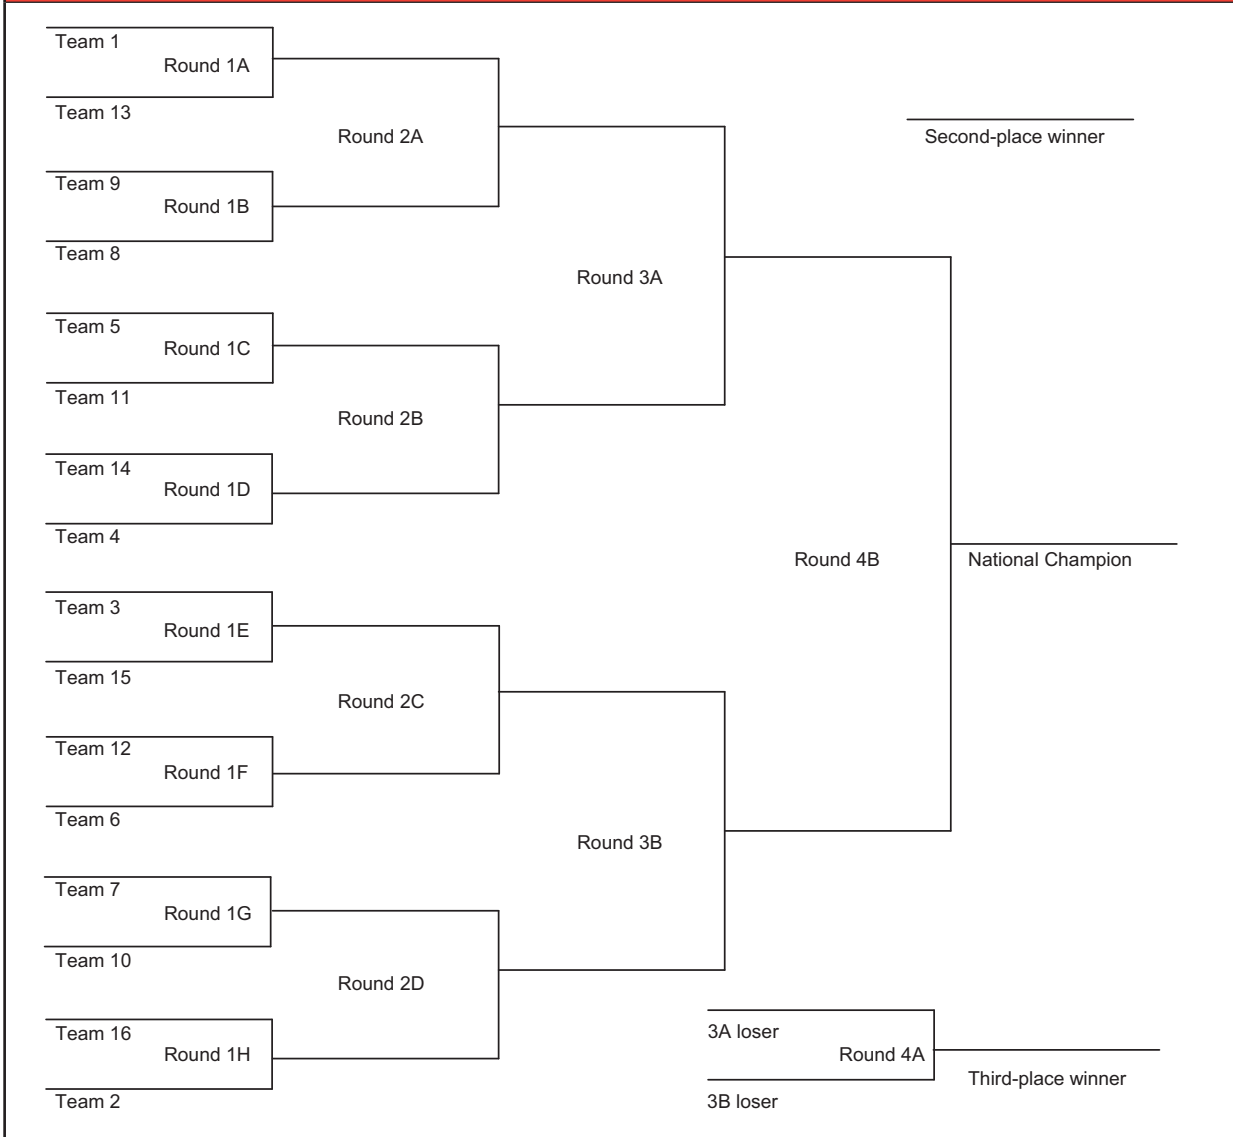 Team 1
Round 1A
Team 13
Round 2A
Second-place winner
Team 9
Round 1B
Team 8
Round 3A
Team 5
Round 1C
Team 11
Round 2B
Team 14
Round 1D
Team 4
Round 4B
National Champion
Team 3
Round 1E
Team 15
Round 2C
Team 12
Round 1F
Team 6
Round 3B
Team 7
Round 1G
Team 10
Round 2D
Team 16
Round 1H
Team 2
3A loser
Round 4A
Third-place winner
3B loser